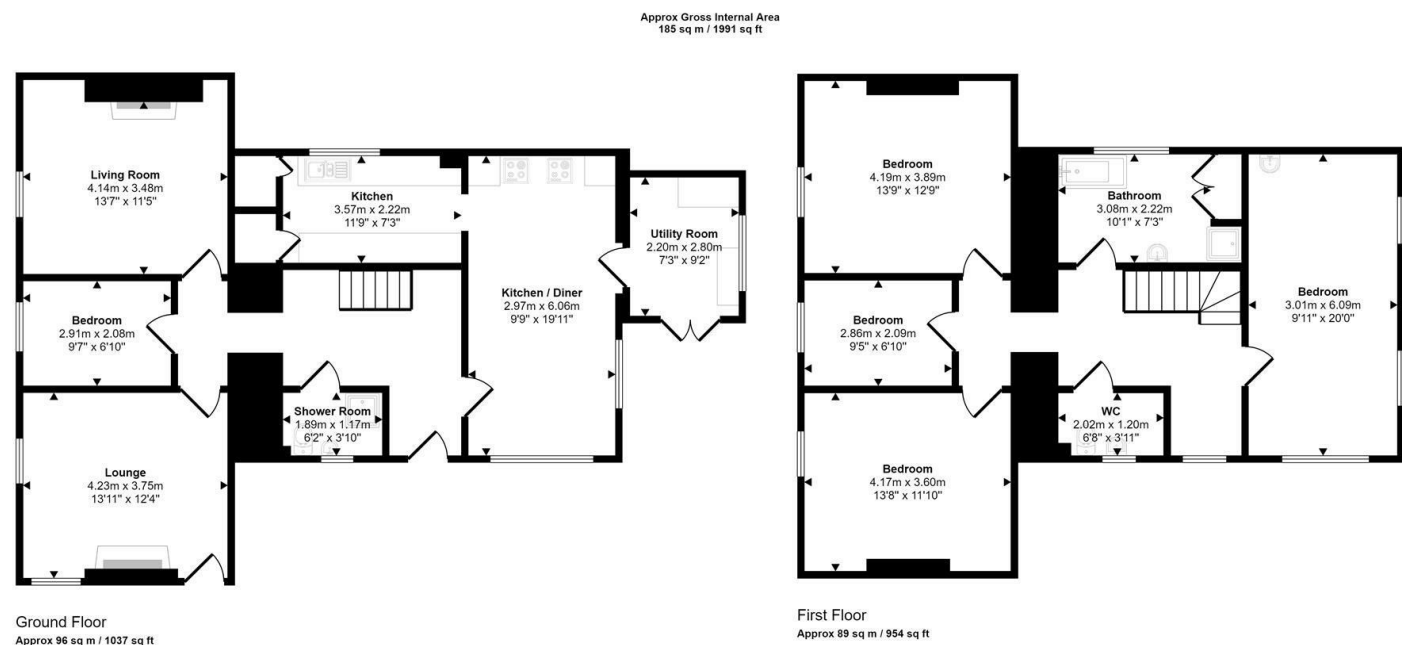 Approx Gross Internal Area
185 sq m / 1991 sq ft
Living Room
4.14m x 3.48m
13'7" x 11'5"
Kitchen
3.57m x 2.22m
11'9" x 7'3"
Utility Room
2.20m x 2.80m
7'3" x 9'2"
Bedroom
2.91m x 2.08m
9'7" x 6'10"
Kitchen / Diner
2.97m x 6.06m
9'9" x 19'11"
Shower Room
1.89m x 1.17m
6'2" x 3'10"
Lounge
4.23m x 3.75m
13'11" x 12'4"
Ground Floor
Approx 96 sq m / 1037 sq ft
Bedroom
4.19m x 3.89m
13'9" x 12'9"
Bathroom
3.08m x 2.22m
10'1" x 7'3"
Bedroom
2.86m x 2.09m
9'5" x 6'10"
Bedroom
3.01m x 6.09m
9'11" x 20'0"
WC
2.02m x 1.20m
6'8" x 3'11"
Bedroom
4.17m x 3.60m
13'8" x 11'10"
First Floor
Approx 89 sq m / 954 sq ft